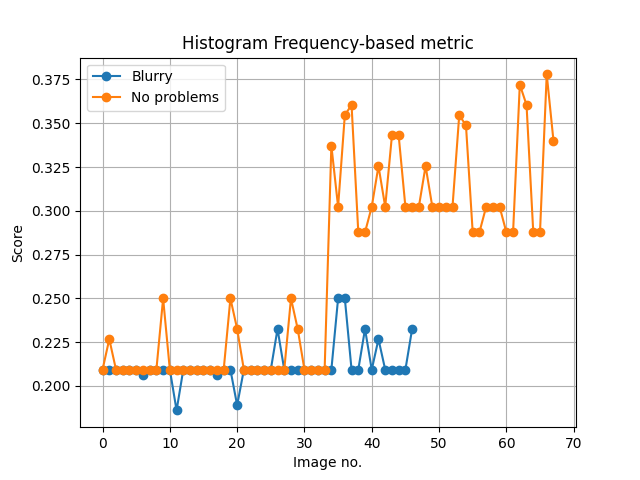 Histogram Frequency-based metric
Blurry
No problems
0.375
0.350
0.325
0.300
0.275
0.250
0.225
0.200
Score
0 10 20 30 40 50 60 70
Image no.